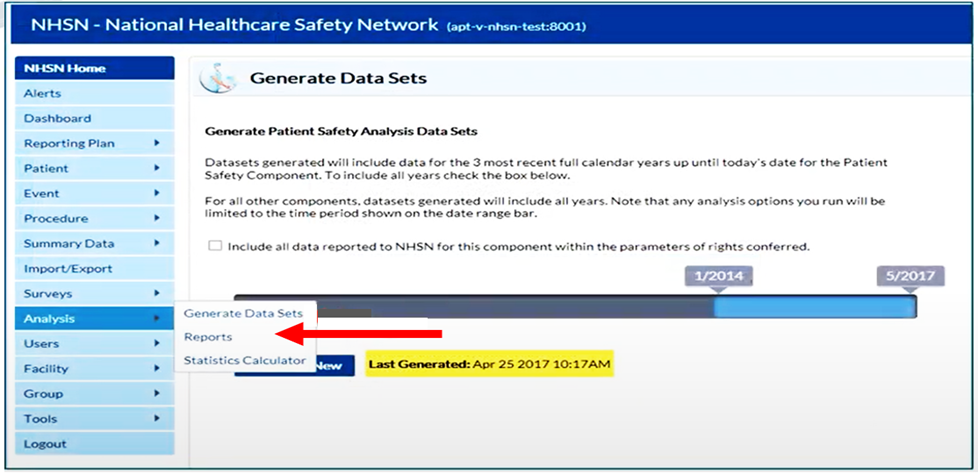 NHSN - National Healthcare Safety Network (apt-v-nhsn-test:8001)
NHSN Home
Alerts
Dashboard
Reporting Plan
Patient
Event
Procedure
Summary Data
Import/Export
Surveys
Analysis
Users
Facility
Group
Tools
Logout
Generate Data Sets
Reports
Statistics Calculator
Generate Data Sets
Generate Patient Safety Analysis Data Sets
Datasets generated will include data for the 3 most recent full calendar years up until today's date for the Patient
Safety Component. To include all years check the box below.
For all other components, datasets generated will include all years. Note that any analysis options you run will be
limited to the time period shown on the date range bar.
Include all data reported to NHSN for this component within the parameters of rights conferred.
1/2014
5/2017
New
Last Generated: Apr 25 2017 10:17AM